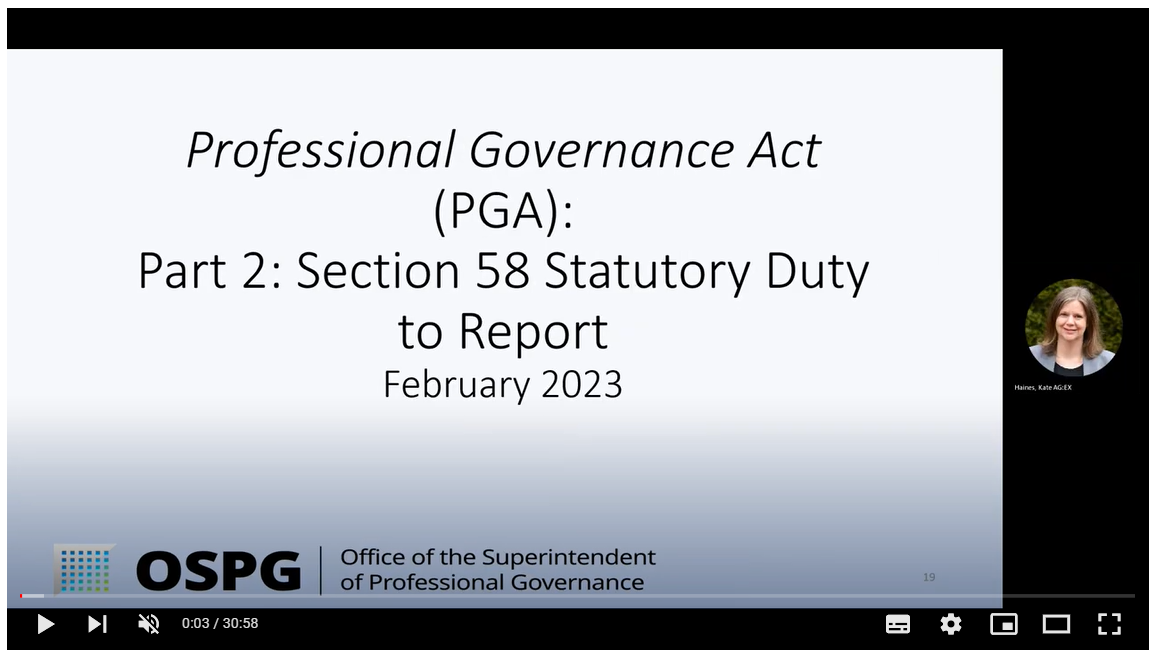 Professional Governance Act
(PGA):
Part 2: Section 58 Statutory Duty
to Report
February 2023
Haines, Kate AG:EX
OSPG
Office of the Superintendent
of Professional Governance
19
0:03 / 30:58